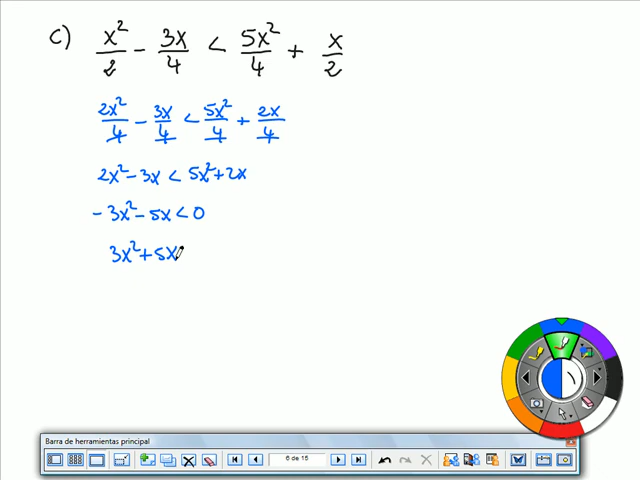 c) x²/2 - 3x/4 < 5x²/4 + x/2
2x²/4 - 3x/4 < 5x²/4 + 2x/4
2x² - 3x < 5x² + 2x
- 3x² - 5x < 0
3x² + 5x
Barra de herramientas principal
6 de 15